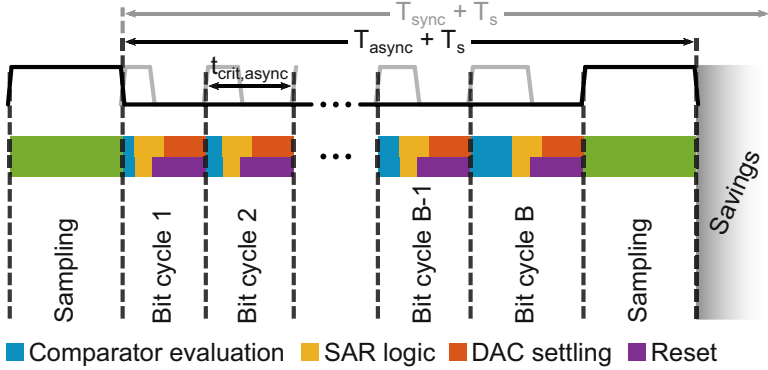 T_sync + T_s
T_async + T_s
t_crit,async
Sampling
Bit cycle 1
Bit cycle 2
Bit cycle B-1
Bit cycle B
Sampling
Savings
Comparator evaluation SAR logic DAC settling Reset